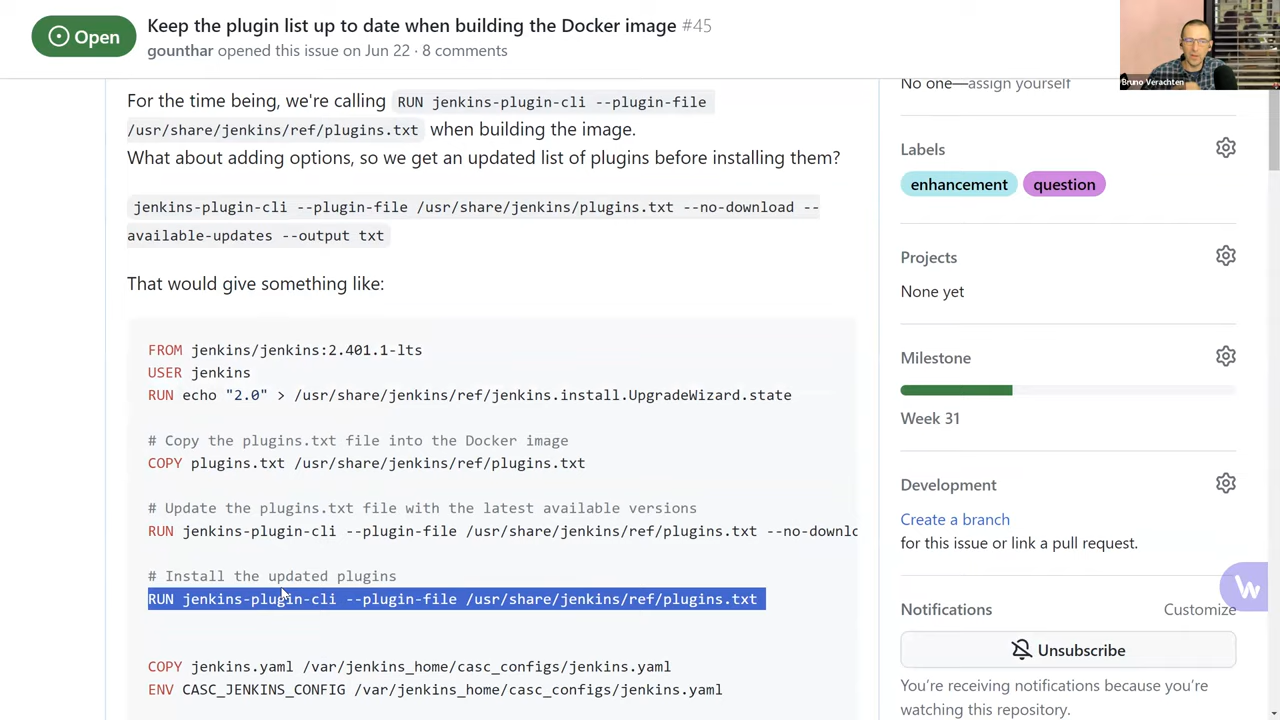 Open
Keep the plugin list up to date when building the Docker image #45
gounthar opened this issue on Jun 22 · 8 comments
Bruno Verachten
For the time being, we're calling RUN jenkins-plugin-cli --plugin-file
/usr/share/jenkins/ref/plugins.txt when building the image.
What about adding options, so we get an updated list of plugins before installing them?
jenkins-plugin-cli --plugin-file /usr/share/jenkins/plugins.txt --no-download --
available-updates --output txt
That would give something like:
FROM jenkins/jenkins:2.401.1-lts
USER jenkins
RUN echo "2.0" > /usr/share/jenkins/ref/jenkins.install.UpgradeWizard.state
# Copy the plugins.txt file into the Docker image
COPY plugins.txt /usr/share/jenkins/ref/plugins.txt
# Update the plugins.txt file with the latest available versions
RUN jenkins-plugin-cli --plugin-file /usr/share/jenkins/ref/plugins.txt --no-downlo
# Install the updated plugins
RUN jenkins-plugin-cli --plugin-file /usr/share/jenkins/ref/plugins.txt
COPY jenkins.yaml /var/jenkins_home/casc_configs/jenkins.yaml
ENV CASC_JENKINS_CONFIG /var/jenkins_home/casc_configs/jenkins.yaml
No one—assign yourself
Labels
enhancement question
Projects
None yet
Milestone
Week 31
Development
Create a branch
for this issue or link a pull request.
Notifications
Customize
Unsubscribe
You're receiving notifications because you're
watching this repository.